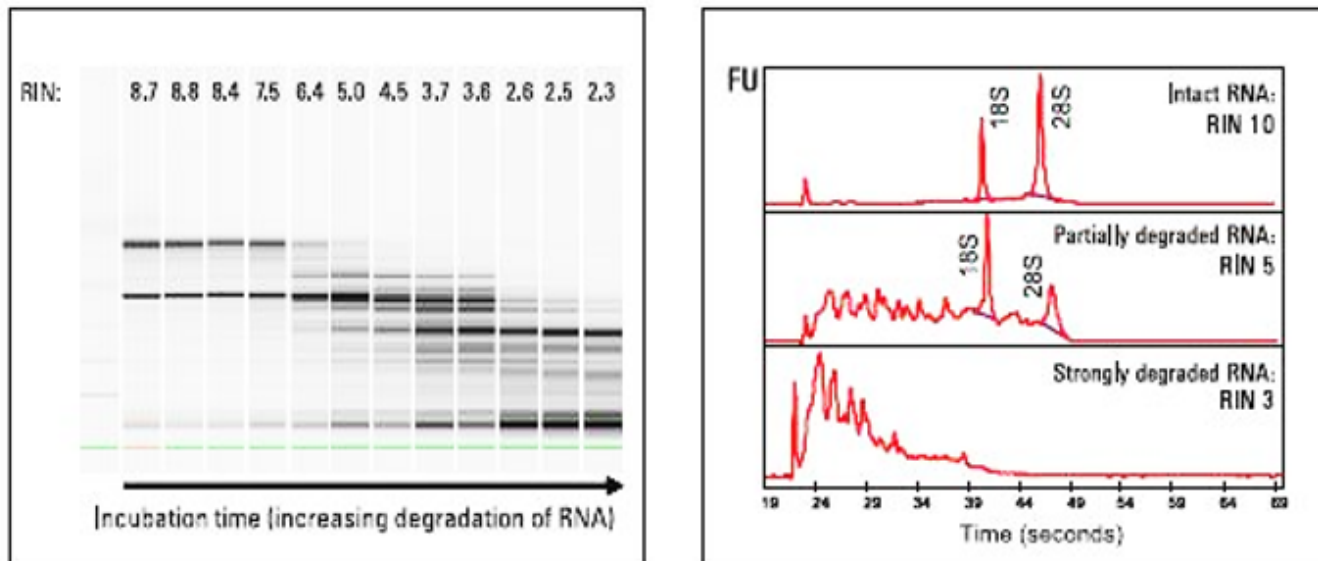 RIN: 8.7 8.8 8.4 7.5 6.4 5.0 4.5 3.7 3.6 2.6 2.5 2.3
Incubation time (increasing degradation of RNA)
FU
18S
28S
Intact RNA:
RIN 10
18S
28S
Partially degraded RNA:
RIN 5
Strongly degraded RNA:
RIN 3
19 24 29 34 39 44 49 54 59 64 69
Time (seconds)